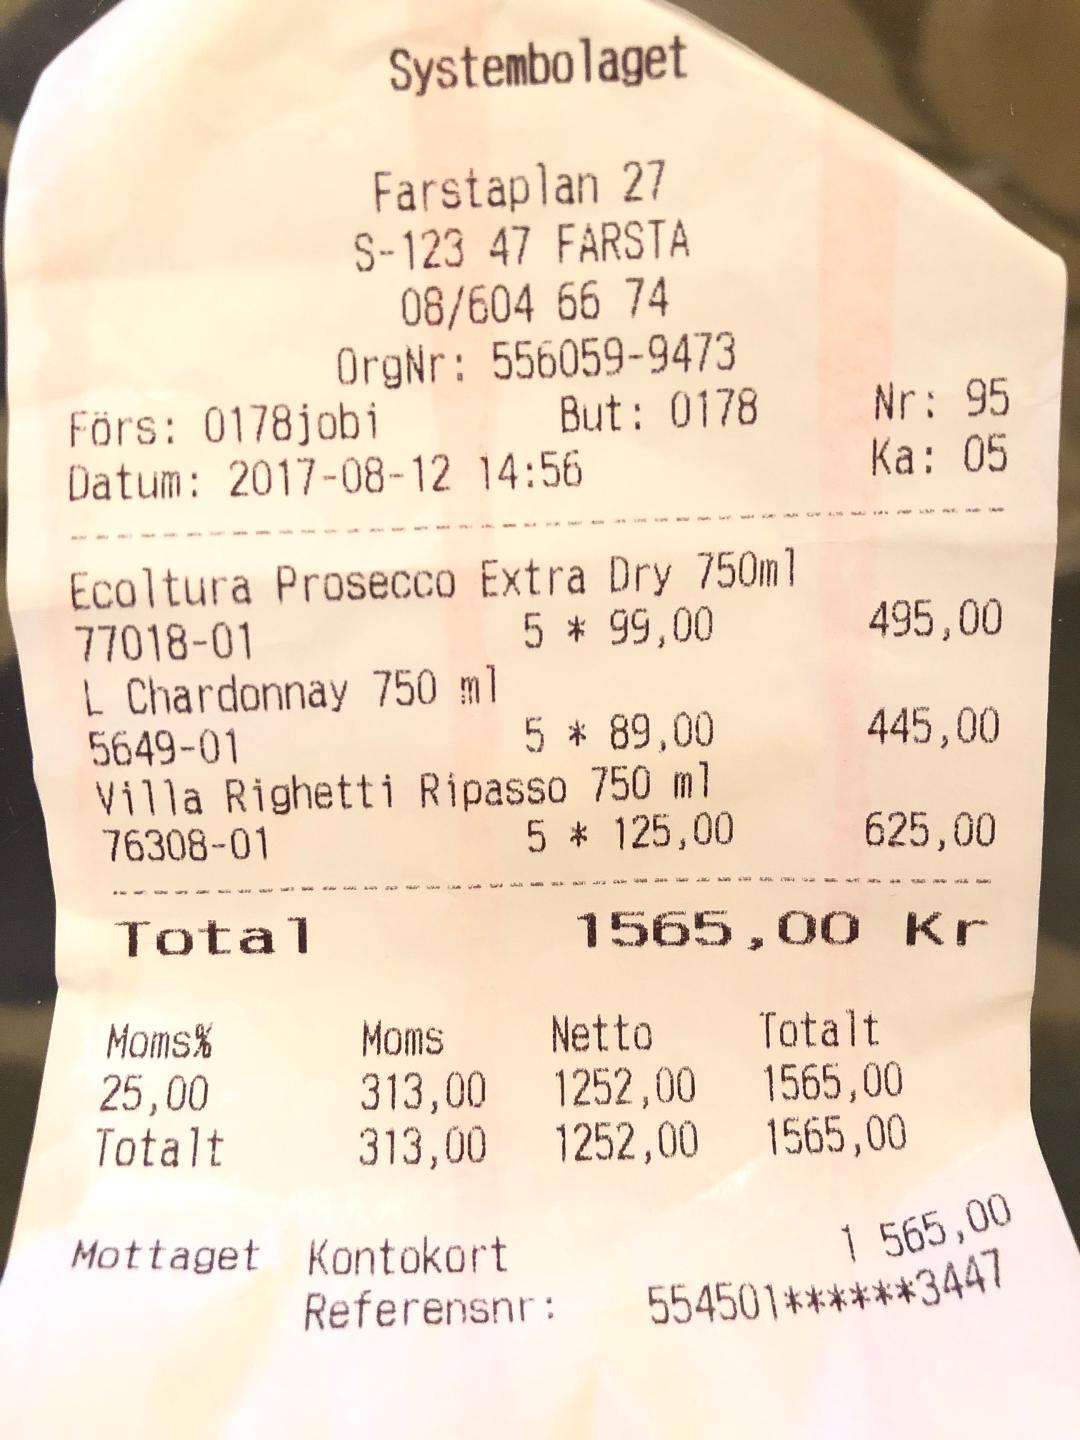 Systembolaget
Farstaplan 27
S-123 47 FARSTA
08/604 66 74
OrgNr: 556059-9473
Förs: 0178jobi But: 0178 Nr: 95
Datum: 2017-08-12 14:56 Ka: 05
Ecoltura Prosecco Extra Dry 750ml
77018-01 5 * 99,00 495,00
L Chardonnay 750 ml
5649-01 5 * 89,00 445,00
Villa Righetti Ripasso 750 ml
76308-01 5 * 125,00 625,00
Total 1565,00 Kr
Moms% Moms Netto Totalt
25,00 313,00 1252,00 1565,00
Totalt 313,00 1252,00 1565,00
Mottaget Kontokort 1 565,00
Referensnr: 554501******3447